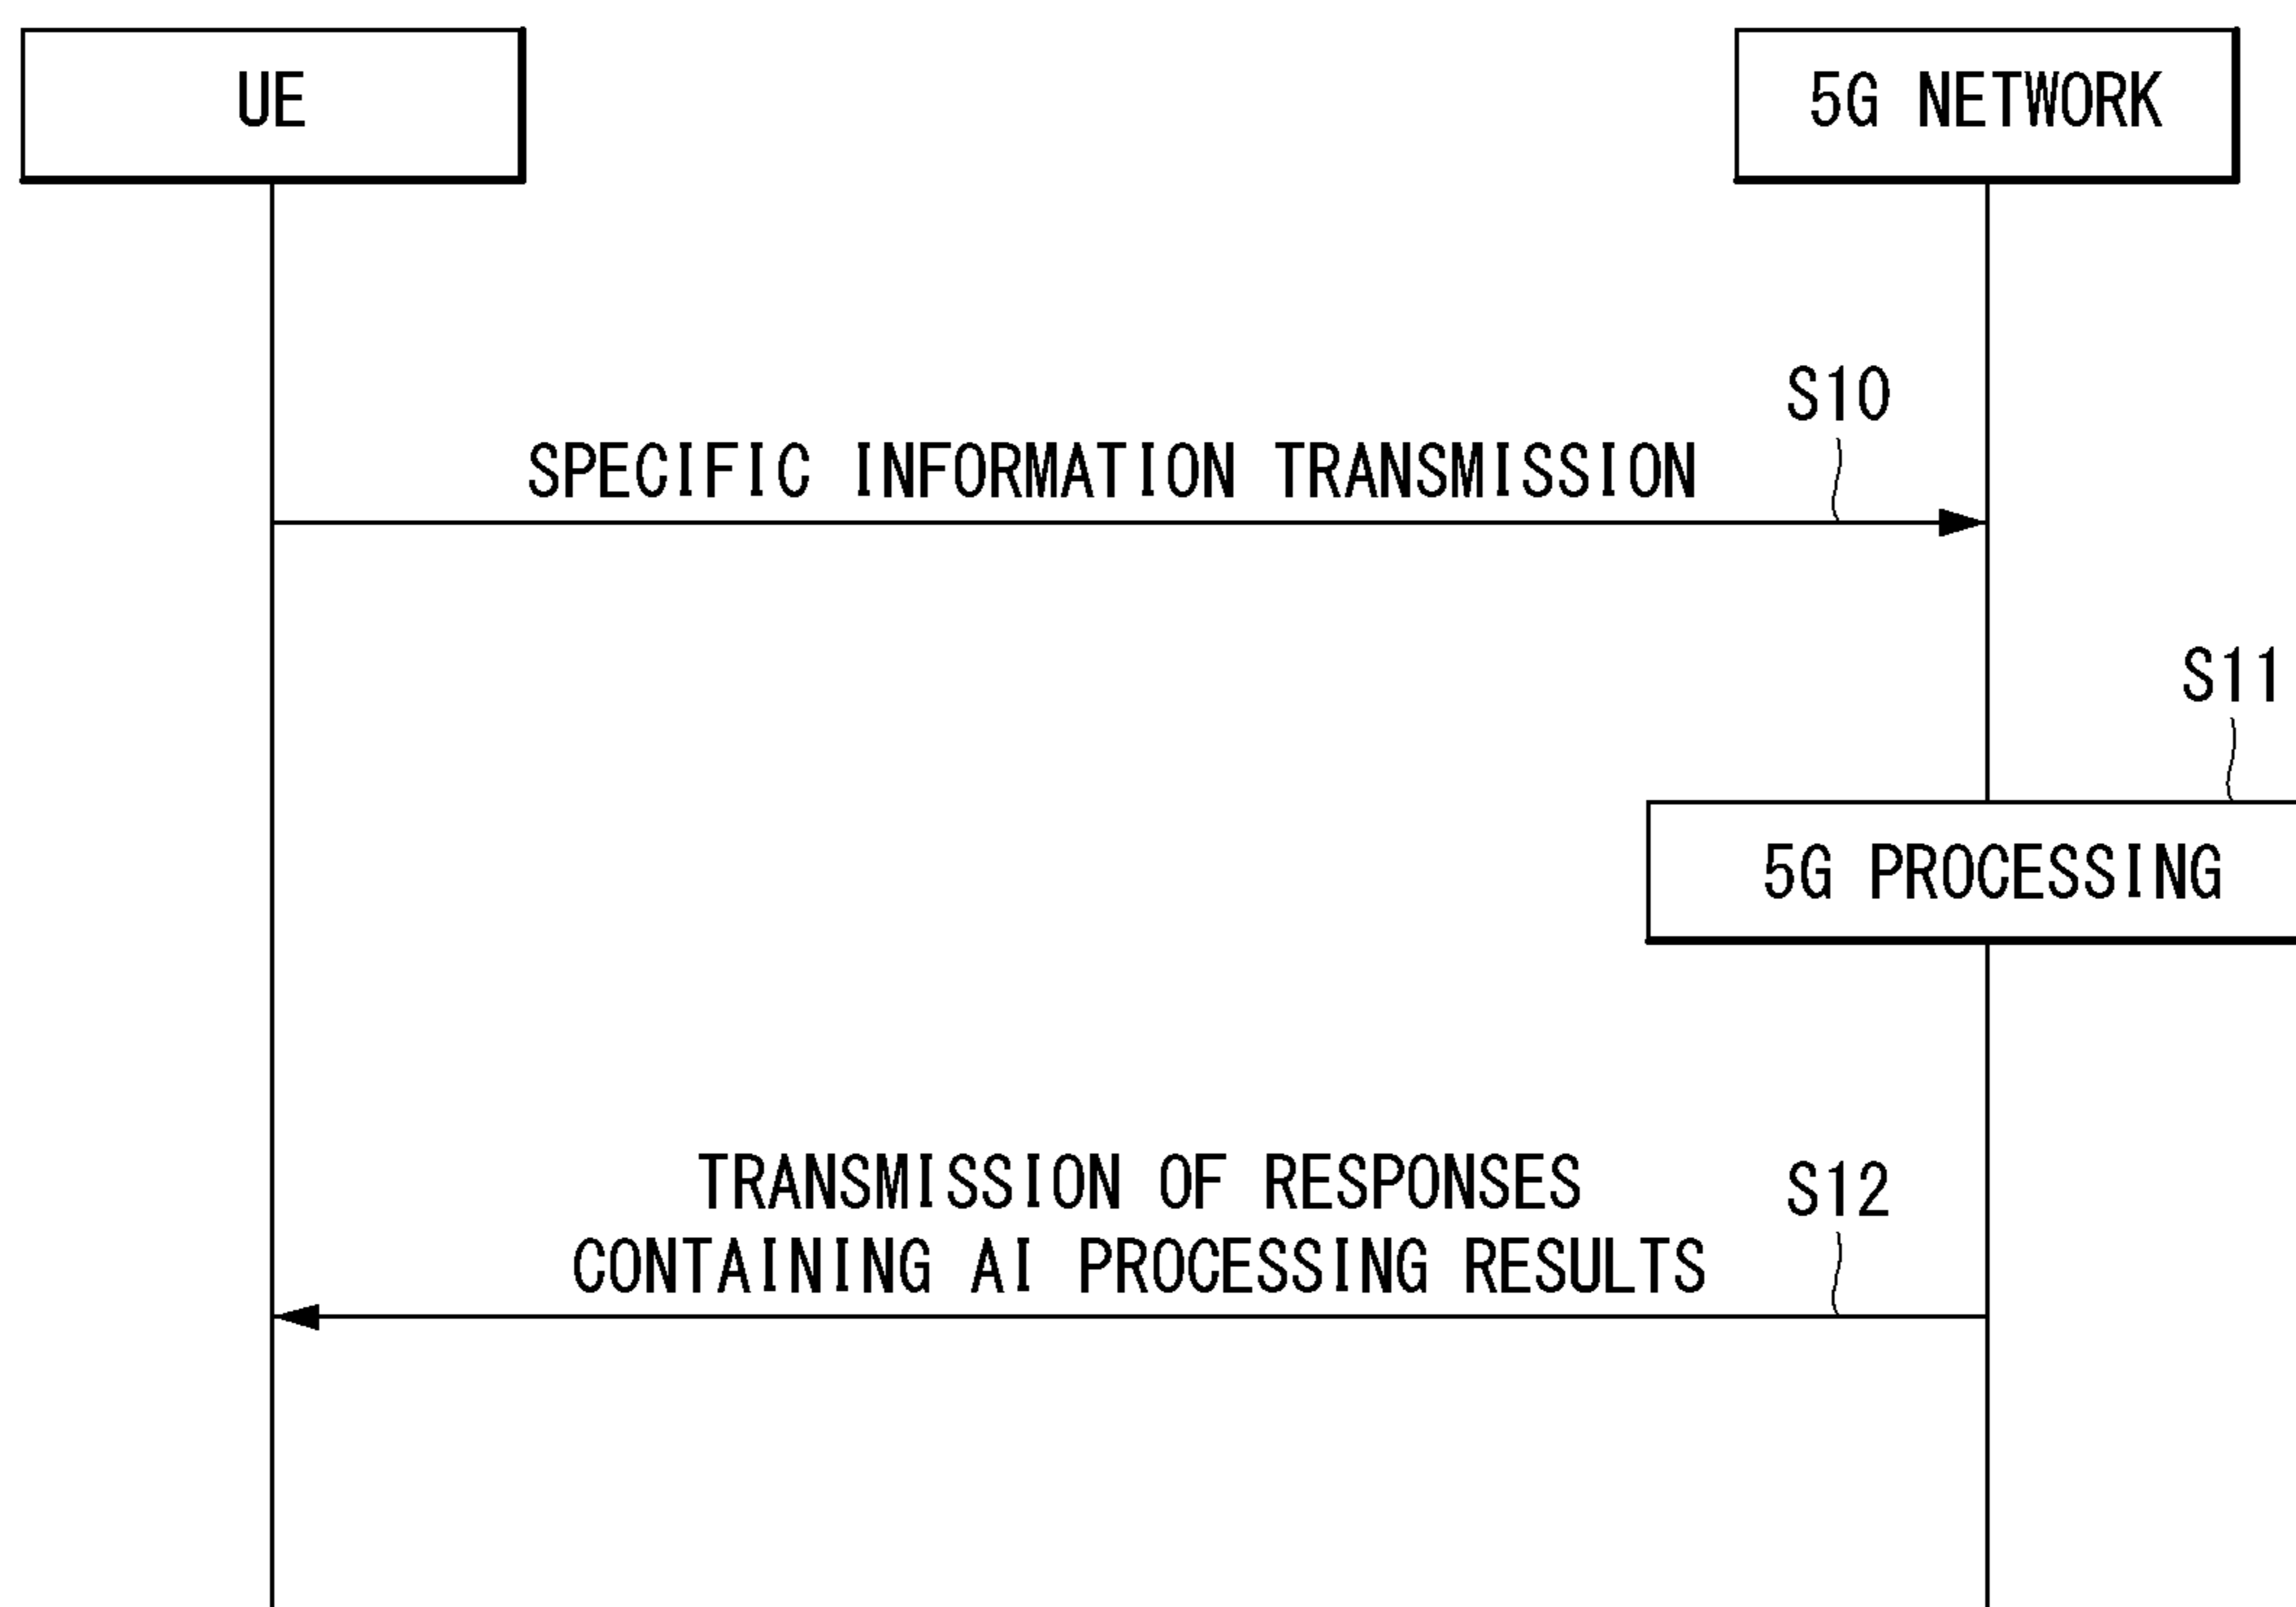 UE
5G NETWORK
S10
SPECIFIC INFORMATION TRANSMISSION
S11
5G PROCESSING
TRANSMISSION OF RESPONSES
S12
CONTAINING AI PROCESSING RESULTS